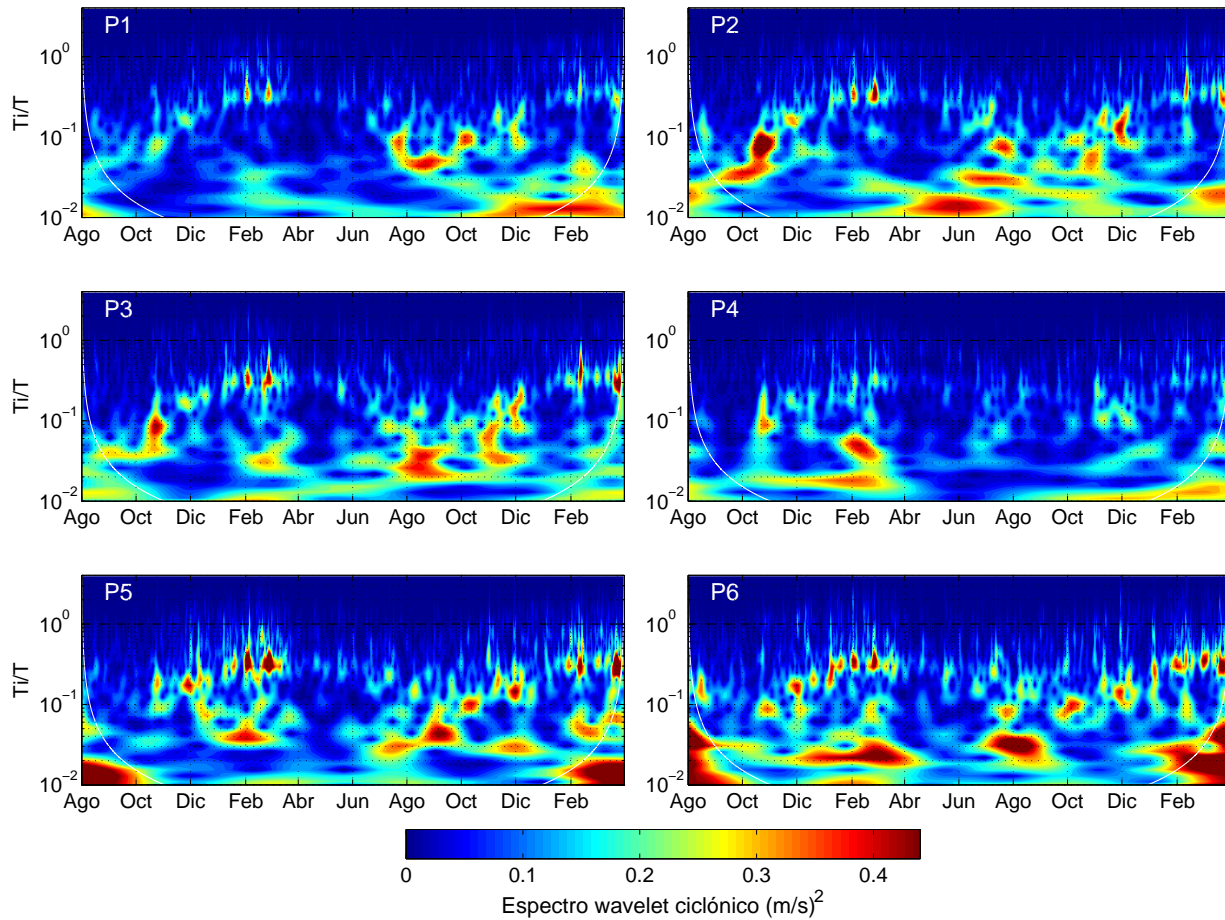 P1
P2
Ti/T
10^0
10^-1
10^-2
10^0
10^-1
10^-2
Ago Oct Dic Feb Abr Jun Ago Oct Dic Feb
Ago Oct Dic Feb Abr Jun Ago Oct Dic Feb
P3
P4
Ti/T
10^0
10^-1
10^-2
10^0
10^-1
10^-2
Ago Oct Dic Feb Abr Jun Ago Oct Dic Feb
Ago Oct Dic Feb Abr Jun Ago Oct Dic Feb
P5
P6
Ti/T
10^0
10^-1
10^-2
10^0
10^-1
10^-2
Ago Oct Dic Feb Abr Jun Ago Oct Dic Feb
Ago Oct Dic Feb Abr Jun Ago Oct Dic Feb
0 0.1 0.2 0.3 0.4
Espectro wavelet ciclónico (m/s)^2